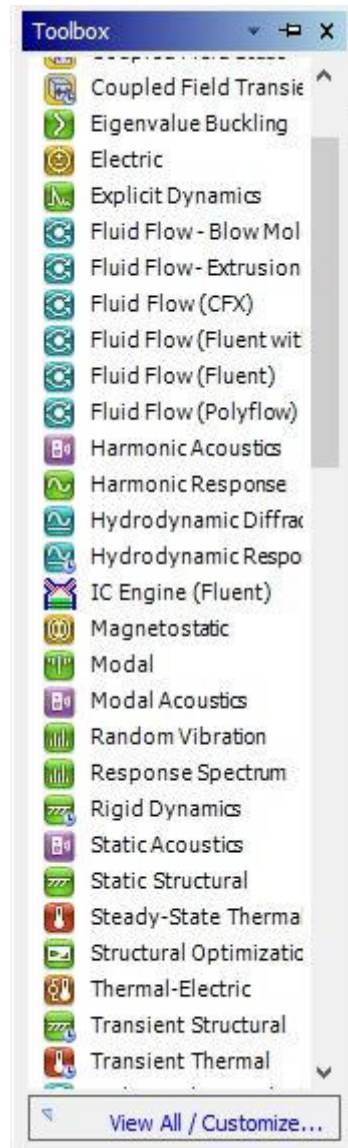 Toolbox
Coupled Field Transie
Eigenvalue Buckling
Electric
Explicit Dynamics
Fluid Flow - Blow Mol
Fluid Flow- Extrusion
Fluid Flow (CFX)
Fluid Flow (Fluent wit
Fluid Flow (Fluent)
Fluid Flow (Polyflow)
Harmonic Acoustics
Harmonic Response
Hydrodynamic Diffrac
Hydrodynamic Respo
IC Engine (Fluent)
Magnetostatic
Modal
Modal Acoustics
Random Vibration
Response Spectrum
Rigid Dynamics
Static Acoustics
Static Structural
Steady-State Thermal
Structural Optimizatic
Thermal-Electric
Transient Structural
Transient Thermal
View All / Customize...